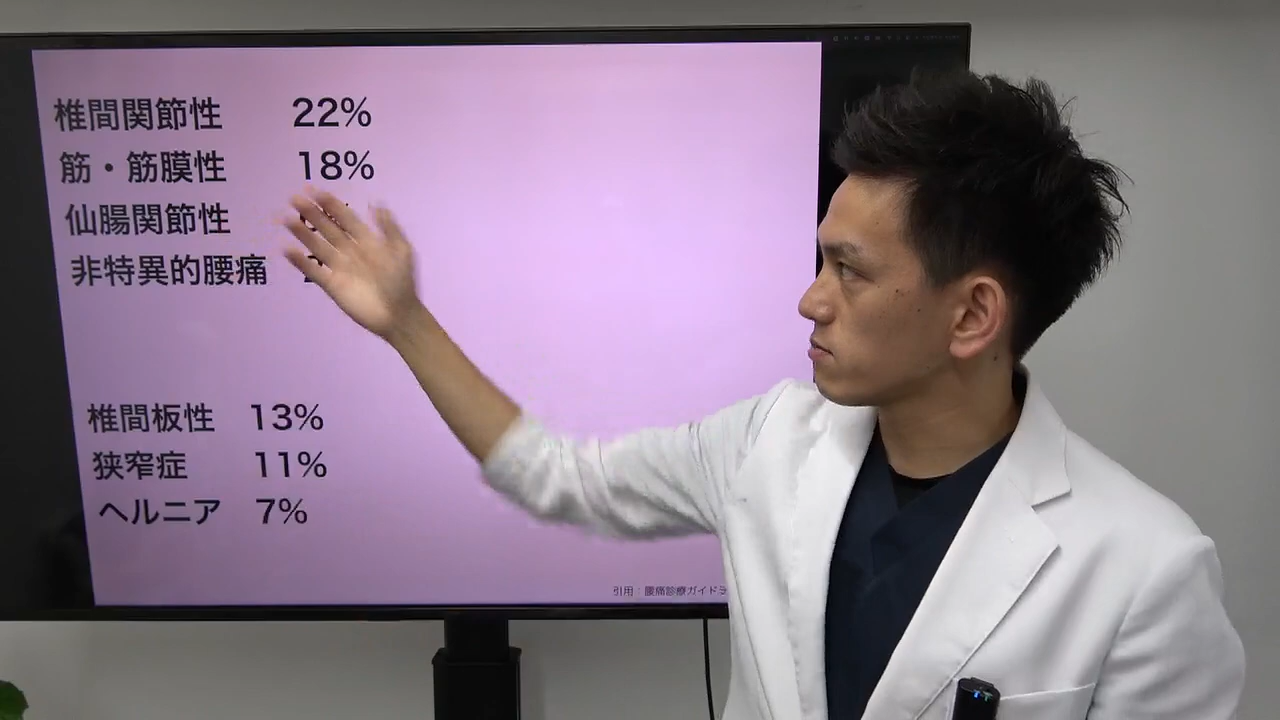 椎間関節性 22%
筋・筋膜性 18%
仙腸関節性
非特異的腰痛
椎間板性 13%
狭窄症 11%
ヘルニア 7%
引用：腰痛診療ガイドラ